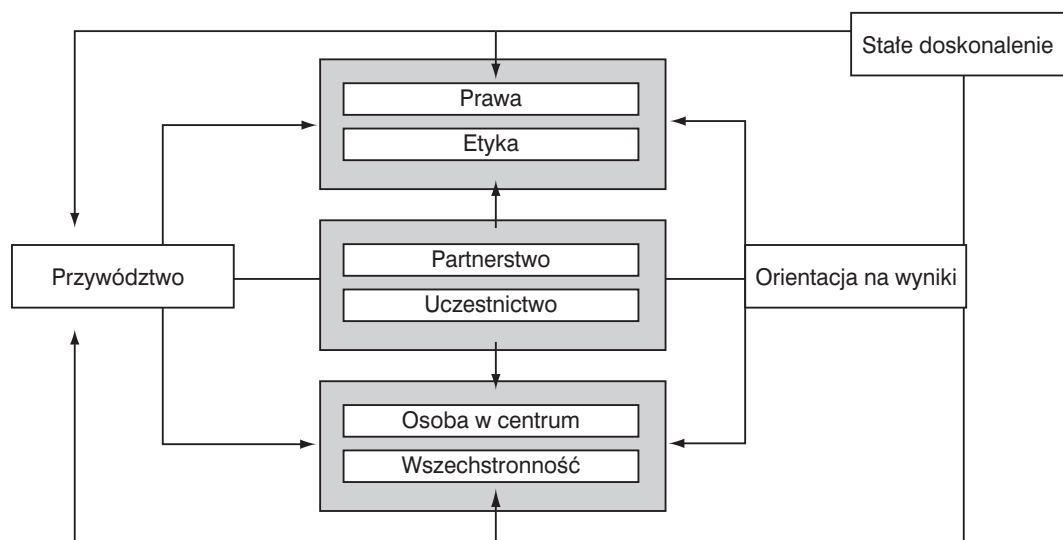 Stałe doskonalenie
Prawa
Etyka
Przywództwo
Partnerstwo
Uczestnictwo
Orientacja na wyniki
Osoba w centrum
Wszechstronność